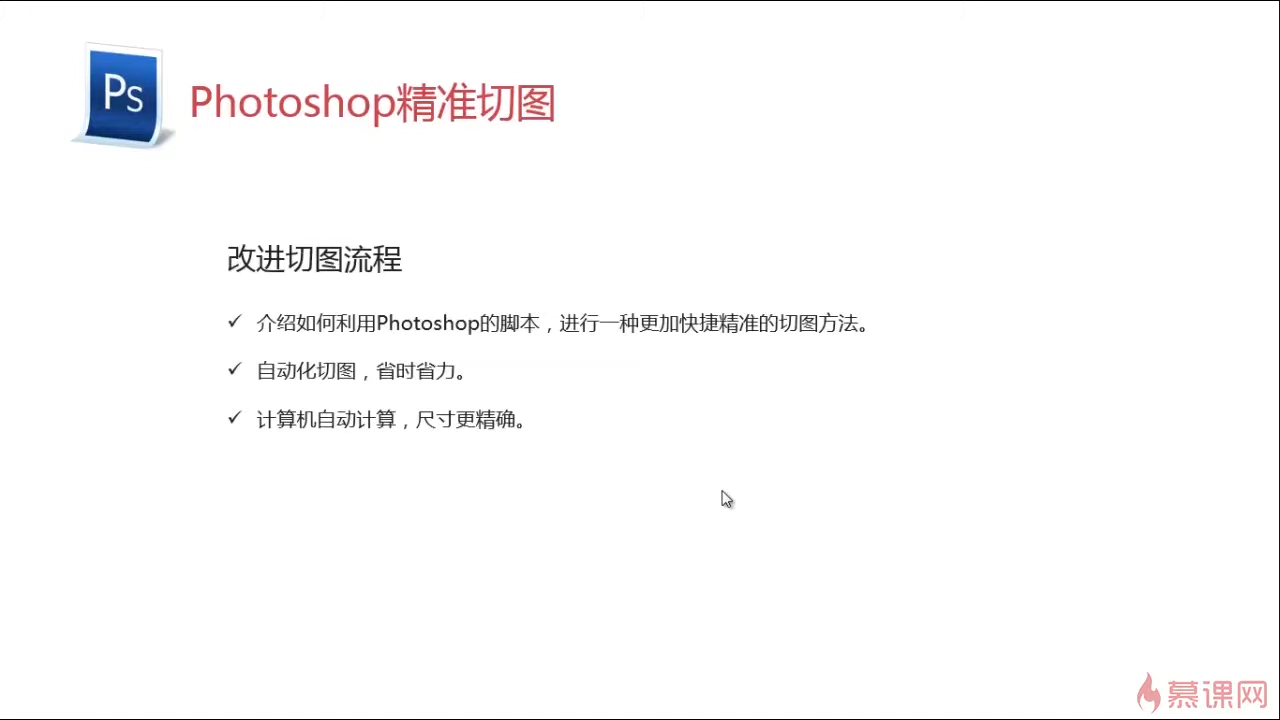 Ps
Photoshop精准切图
改进切图流程
✓ 介绍如何利用Photoshop的脚本，进行一种更加快捷精准的切图方法。
✓ 自动化切图，省时省力。
✓ 计算机自动计算，尺寸更精确。
慕课网